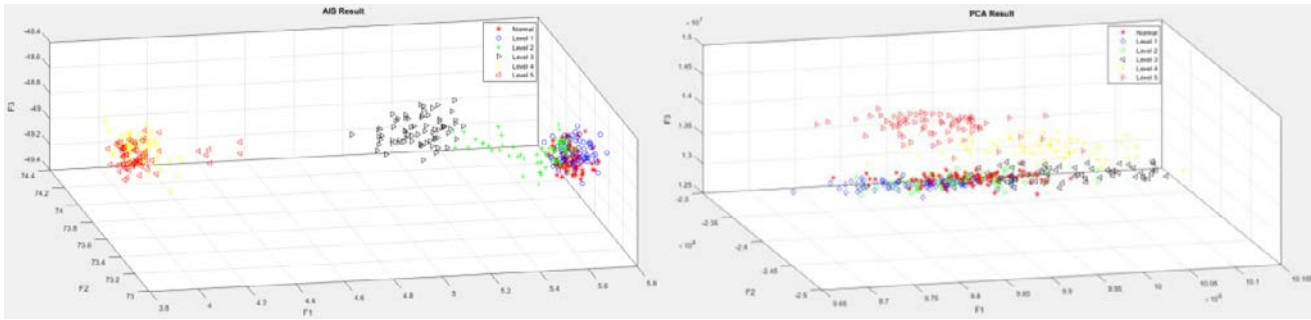 AIG Result
Normal
Level 1
Level 2
Level 3
Level 4
Level 5
-48.4
-48.6
-48.8
-49
-49.2
-49.4
F3
74.4
74.2
74
73.8
73.6
73.4
73.2
73
F2
3.8
4
4.2
4.4
4.6
4.8
5
5.2
5.4
5.6
5.8
F1
PCA Result
× 10⁷
Normal
Level 1
Level 2
Level 3
Level 4
Level 5
1.5
1.45
1.4
1.35
1.3
1.25
F3
-2.3
-2.35
-2.4
-2.45
-2.5
F2
9.65
9.7
9.75
9.8
9.85
9.9
9.95
10
10.05
10.1
F1